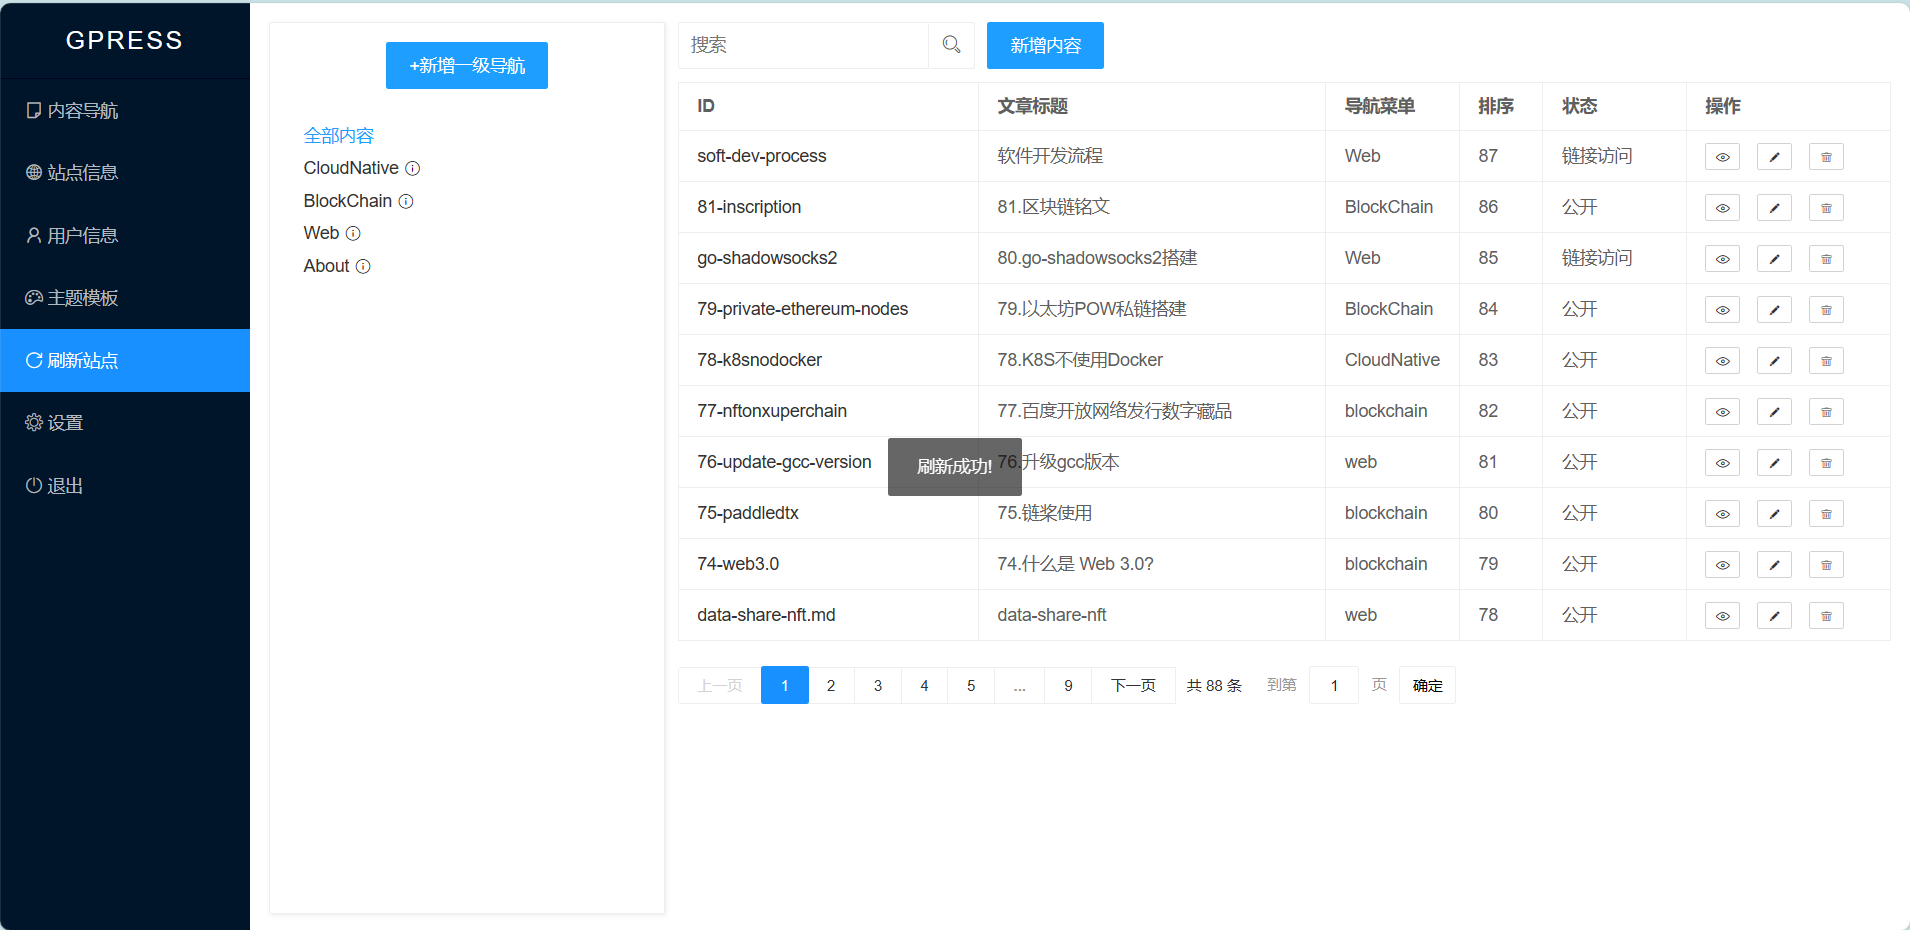 GPRESS
内容导航
站点信息
用户信息
主题模板
刷新站点
设置
退出
+新增一级导航
全部内容
CloudNative
BlockChain
Web
About
搜索
新增内容
ID 文章标题 导航菜单 排序 状态 操作
soft-dev-process 软件开发流程 Web 87 链接访问
81-inscription 81.区块链铭文 BlockChain 86 公开
go-shadowsocks2 80.go-shadowsocks2搭建 Web 85 链接访问
79-private-ethereum-nodes 79.以太坊POW私链搭建 BlockChain 84 公开
78-k8snodocker 78.K8S不使用Docker CloudNative 83 公开
77-nftonxuperchain 77.百度开放网络发行数字藏品 blockchain 82 公开
76-update-gcc-version 76.升级gcc版本 web 81 公开
刷新成功!
75-paddledtx 75.链桨使用 blockchain 80 公开
74-web3.0 74.什么是 Web 3.0? blockchain 79 公开
data-share-nft.md data-share-nft web 78 公开
上一页 1 2 3 4 5 ... 9 下一页 共 88 条 到第 1 页 确定